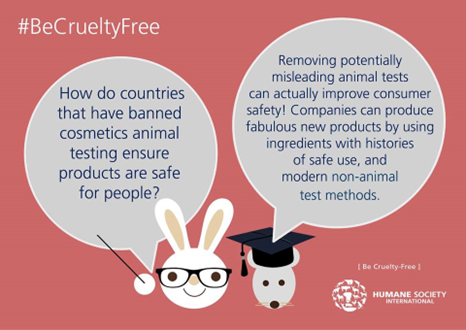 #BeCrueltyFree
How do countries
that have banned
cosmetics animal
testing ensure
products are safe
for people?
Removing potentially
misleading animal tests
can actually improve consumer
safety! Companies can produce
fabulous new products by using
ingredients with histories
of safe use, and
modern non-animal
test methods.
[ Be Cruelty-Free ]
HUMANE SOCIETY
INTERNATIONAL